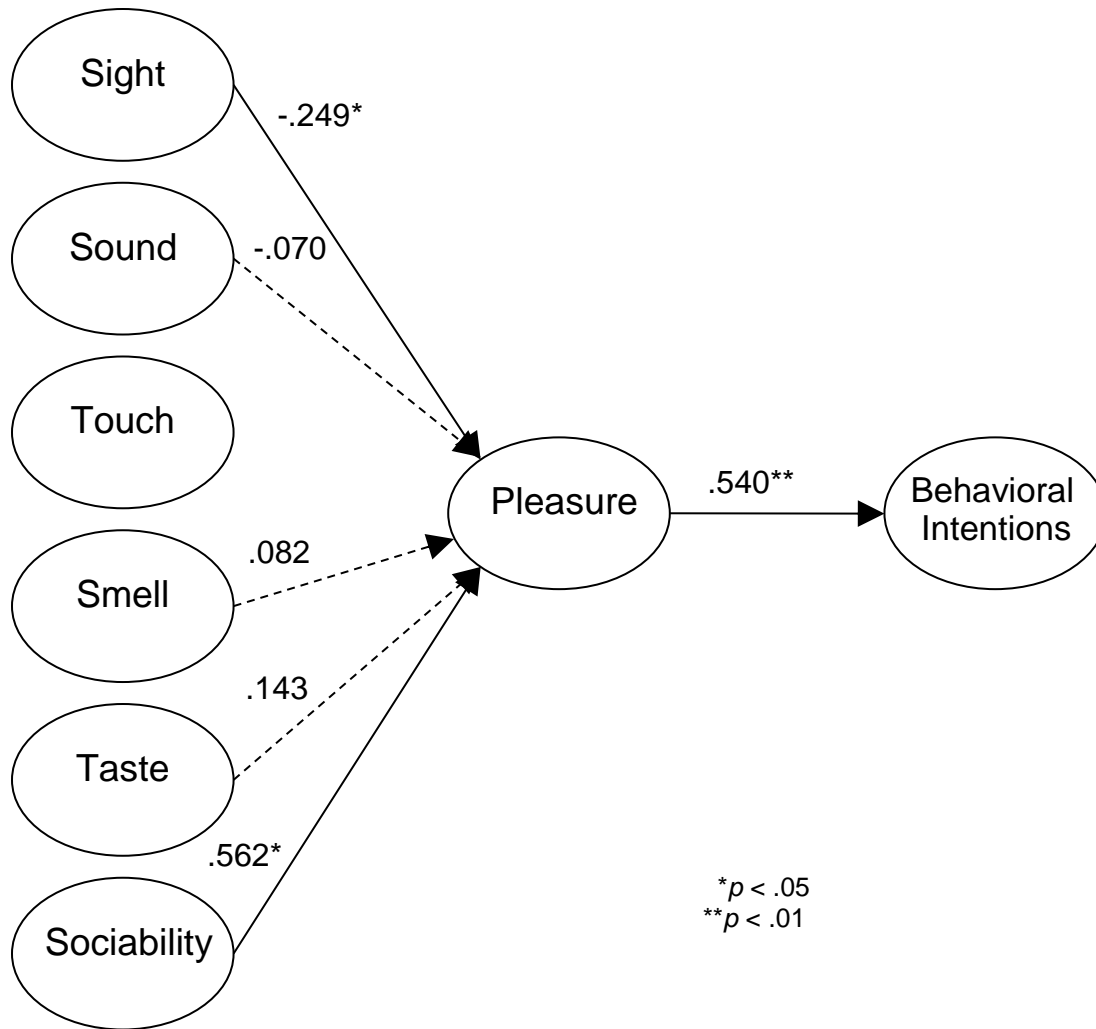 Sight
-.249*
Sound
-.070
Touch
Pleasure
.540**
Behavioral
Intentions
Smell
.082
Taste
.143
Sociability
.562*
*p < .05
**p < .01